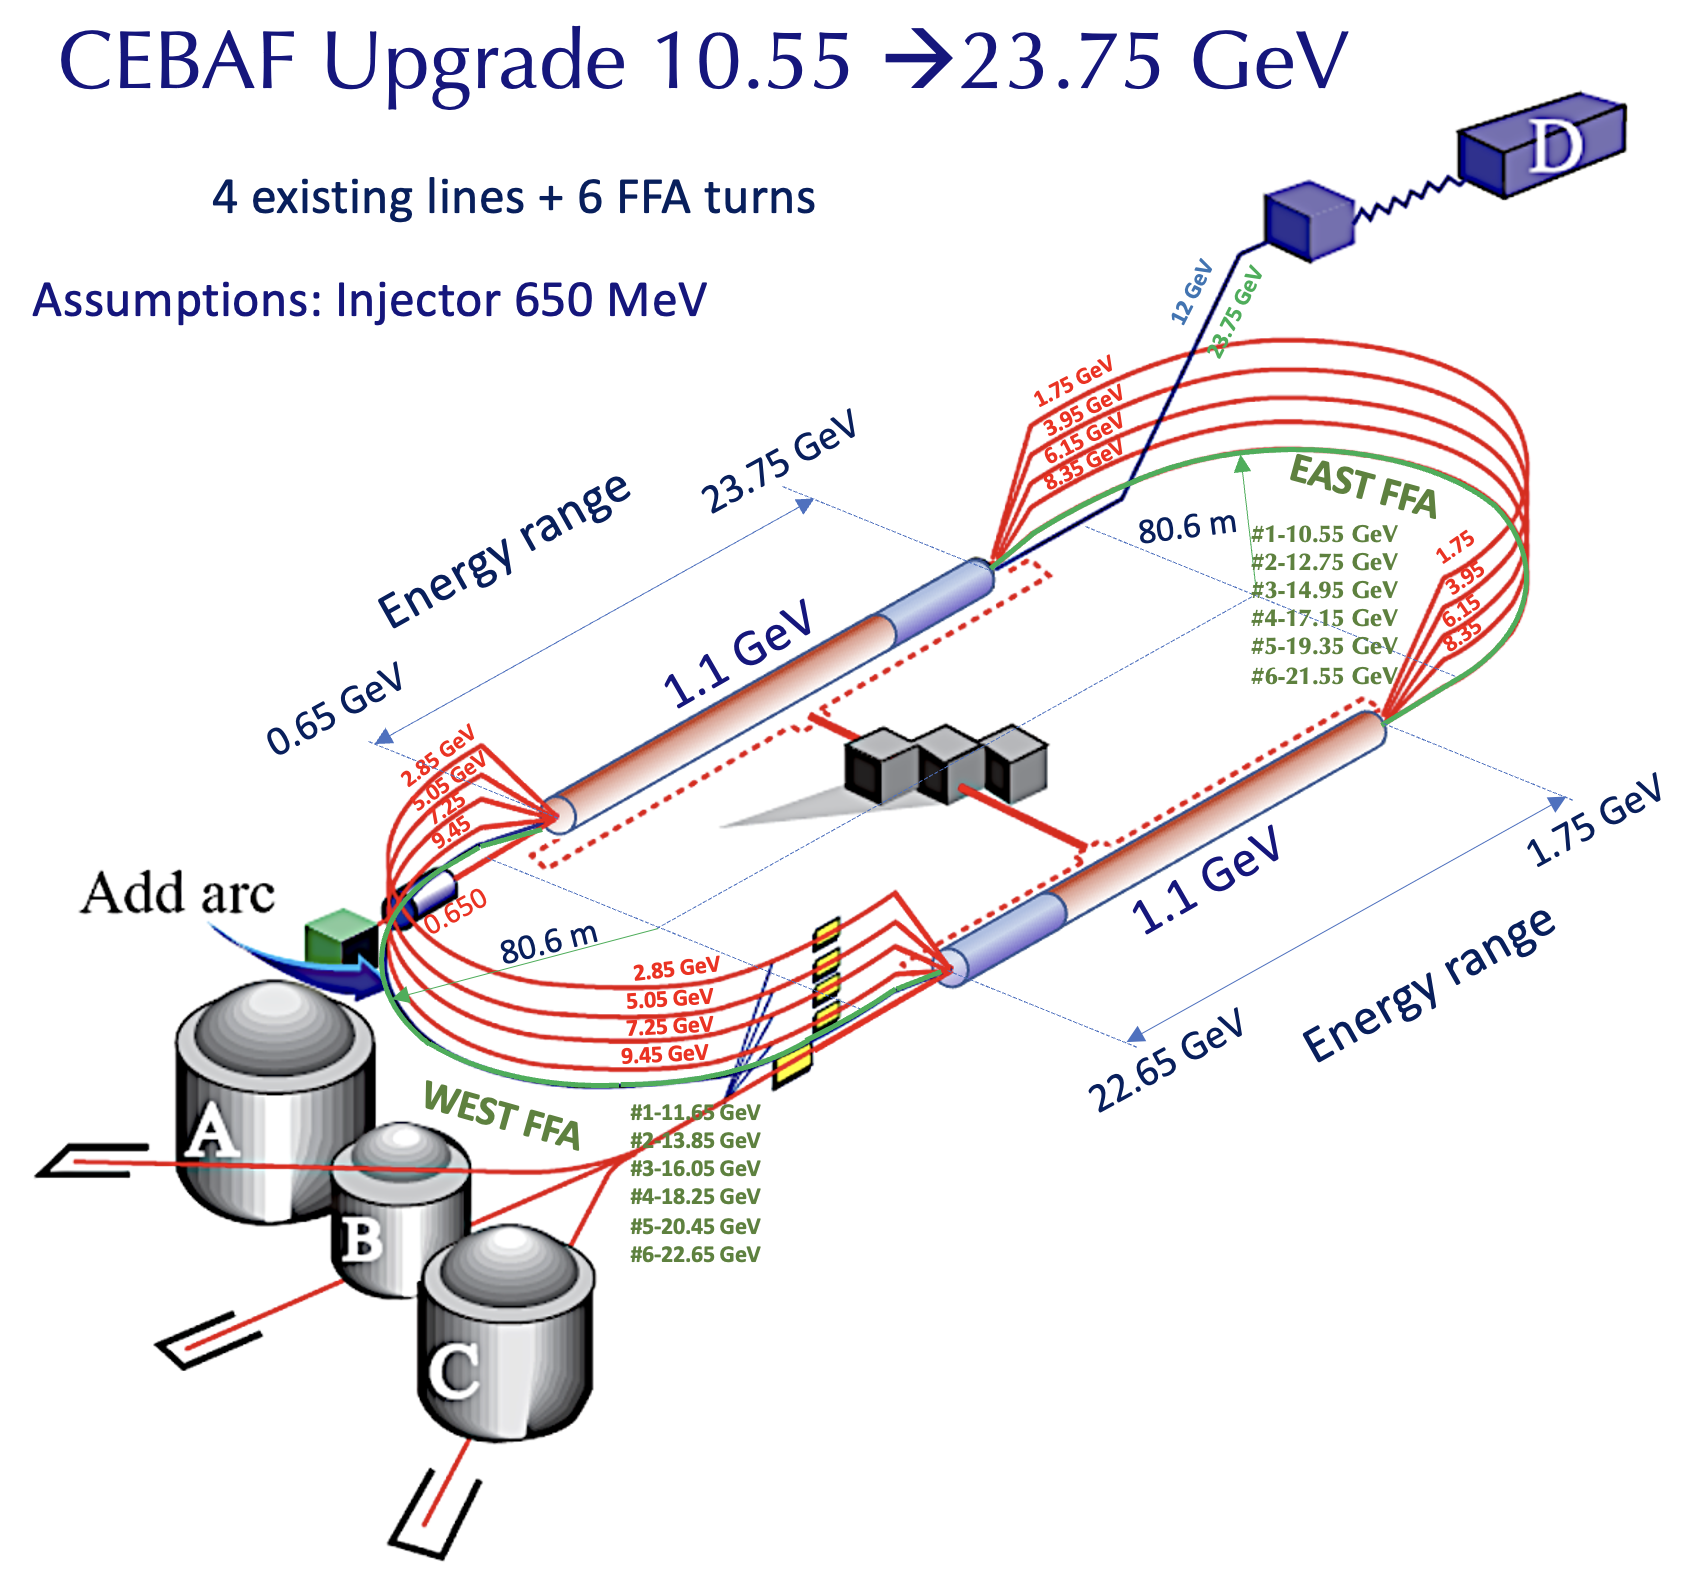 CEBAF Upgrade 10.55 →23.75 GeV
4 existing lines + 6 FFA turns
Assumptions: Injector 650 MeV
D
12 GeV
23.75 GeV
1.75 GeV
3.95 GeV
6.15 GeV
8.35 GeV
23.75 GeV
Energy range
0.65 GeV
1.1 GeV
EAST FFA
80.6 m
#1-10.55 GeV
#2-12.75 GeV
#3-14.95 GeV
#4-17.15 GeV
#5-19.35 GeV
#6-21.55 GeV
1.75
3.95
6.15
8.35
2.85 GeV
5.05 GeV
7.25
9.45
1.75 GeV
1.1 GeV
Energy range
22.65 GeV
Add arc
0.650
80.6 m
2.85 GeV
5.05 GeV
7.25 GeV
9.45 GeV
WEST FFA
#1-11.65 GeV
#2-13.85 GeV
#3-16.05 GeV
#4-18.25 GeV
#5-20.45 GeV
#6-22.65 GeV
A
B
C